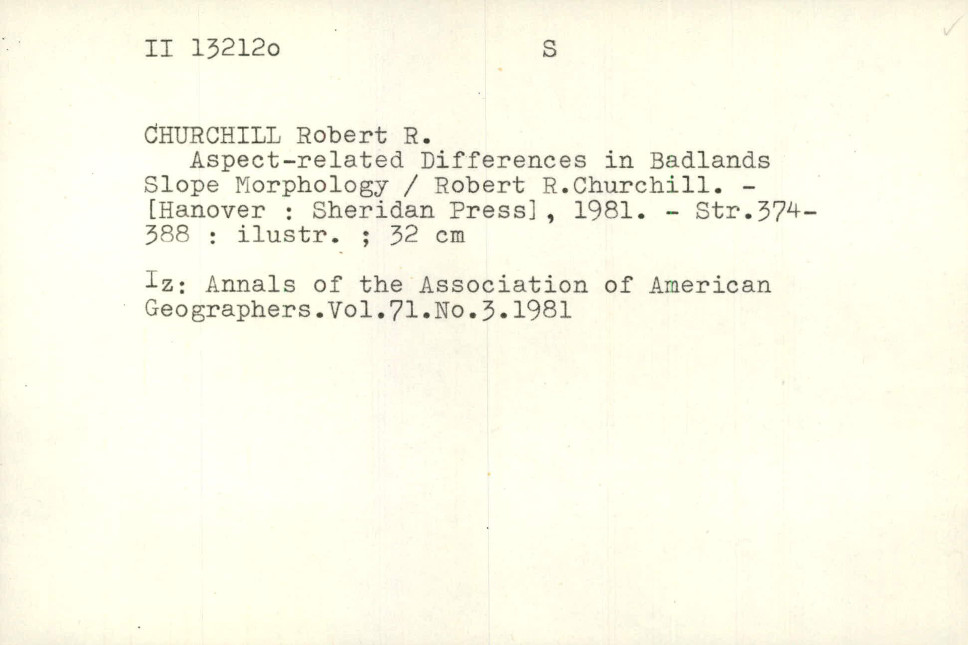 II 13212o S
CHURCHILL Robert R.
Aspect-related Differences in Badlands
Slope Morphology / Robert R.Churchill. -
[Hanover : Sheridan Press], 1981. - Str.374-
388 : ilustr. ; 32 cm
Iz: Annals of the Association of American
Geographers.Vol.71.No.3.1981